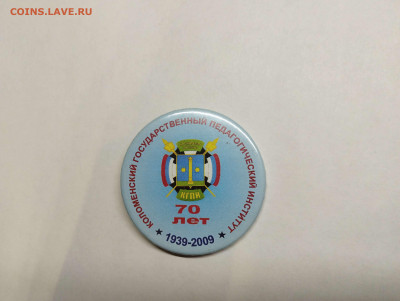 COINS.LAVE.RU
КОЛОМЕНСКИЙ ГОСУДАРСТВЕННЫЙ ПЕДАГОГИЧЕСКИЙ ИНСТИТУТ
КГПИ
70
лет
★ 1939-2009 ★